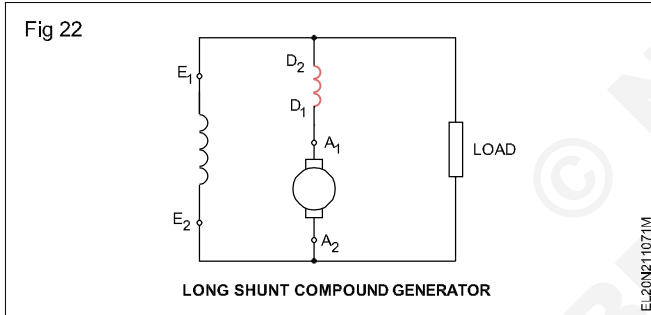 Fig 22
E1
D2
D1
A1
LOAD
E2
A2
LONG SHUNT COMPOUND GENERATOR
EL20N211071M
©